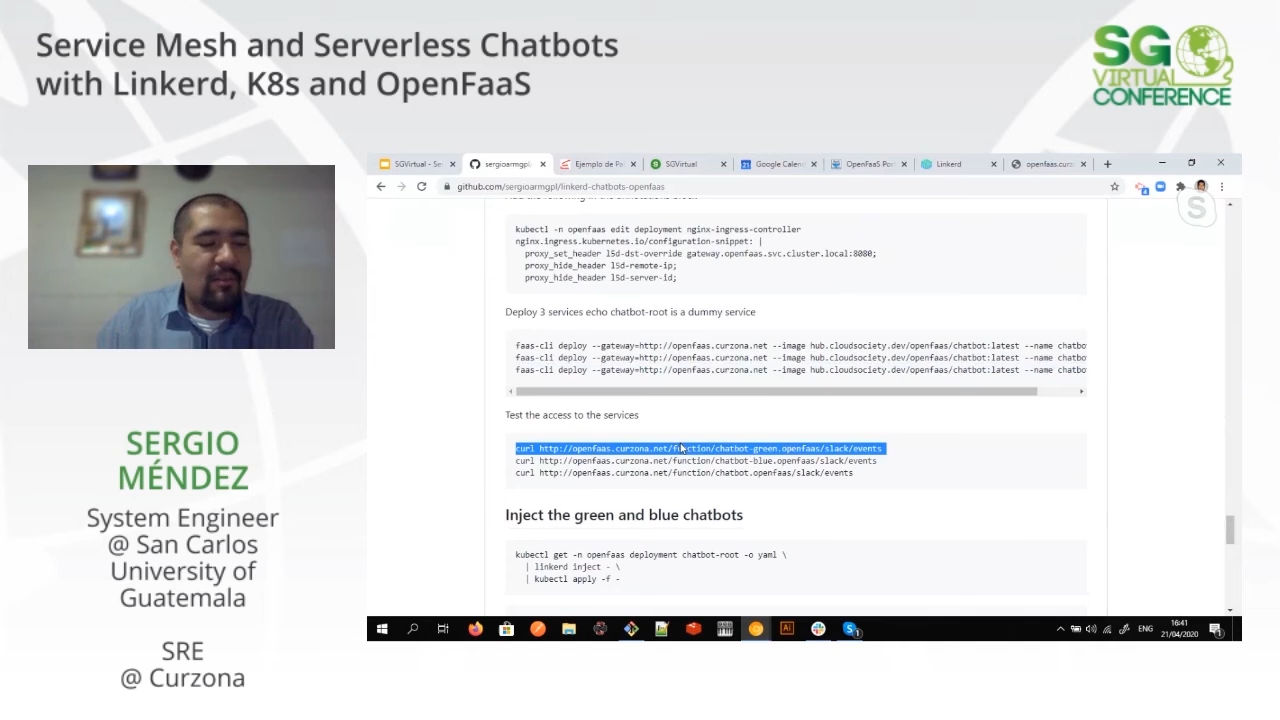 Service Mesh and Serverless Chatbots
with Linkerd, K8s and OpenFaaS
SG
VIRTUAL
CONFERENCE
SGVirtual - Se
sergioarmgpl
Ejemplo de Pa
SGVirtual
Google Calen
OpenFaaS Por
Linkerd
openfaas.curz
github.com/sergioarmgpl/linkerd-chatbots-openfaas
kubectl -n openfaas edit deployment nginx-ingress-controller
nginx.ingress.kubernetes.io/configuration-snippet: |
proxy_set_header l5d-dst-override gateway.openfaas.svc.cluster.local:8080;
proxy_hide_header l5d-remote-ip;
proxy_hide_header l5d-server-id;
Deploy 3 services echo chatbot-root is a dummy service
faas-cli deploy --gateway=http://openfaas.curzona.net --image hub.cloudsociety.dev/openfaas/chatbot:latest --name chatbo
faas-cli deploy --gateway=http://openfaas.curzona.net --image hub.cloudsociety.dev/openfaas/chatbot:latest --name chatbo
faas-cli deploy --gateway=http://openfaas.curzona.net --image hub.cloudsociety.dev/openfaas/chatbot:latest --name chatbo
Test the access to the services
curl http://openfaas.curzona.net/function/chatbot-green.openfaas/slack/events
curl http://openfaas.curzona.net/function/chatbot-blue.openfaas/slack/events
curl http://openfaas.curzona.net/function/chatbot.openfaas/slack/events
Inject the green and blue chatbots
kubectl get -n openfaas deployment chatbot-root -o yaml \
| linkerd inject - \
| kubectl apply -f -
ENG
16:41
21/04/2020
SERGIO
MÉNDEZ
System Engineer
@ San Carlos
University of
Guatemala
SRE
@ Curzona